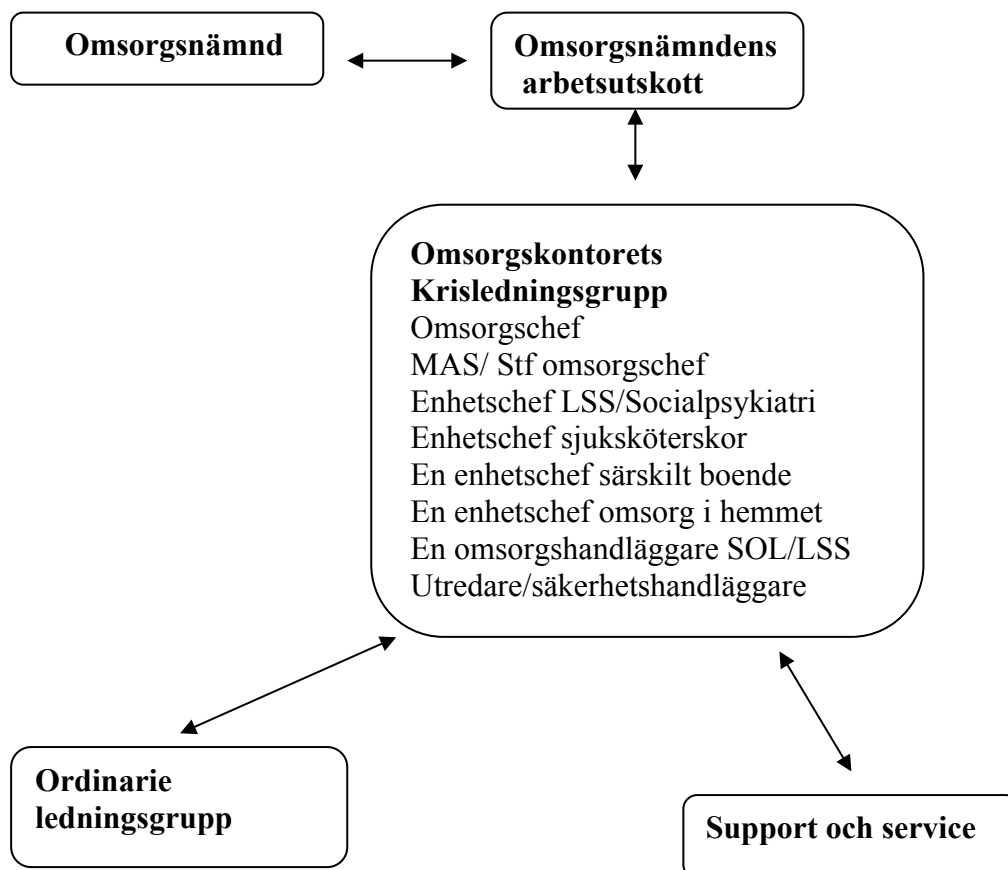 Omsorgsnämnd
Omsorgsnämndens
arbetsutskott
Omsorgskontorets
Krisledningsgrupp
Omsorgschef
MAS/ Stf omsorgschef
Enhetschef LSS/Socialpsykiatri
Enhetschef sjuksköterskor
En enhetschef särskilt boende
En enhetschef omsorg i hemmet
En omsorgshandläggare SOL/LSS
Utredare/säkerhetshandläggare
Ordinarie
ledningsgrupp
Support och service